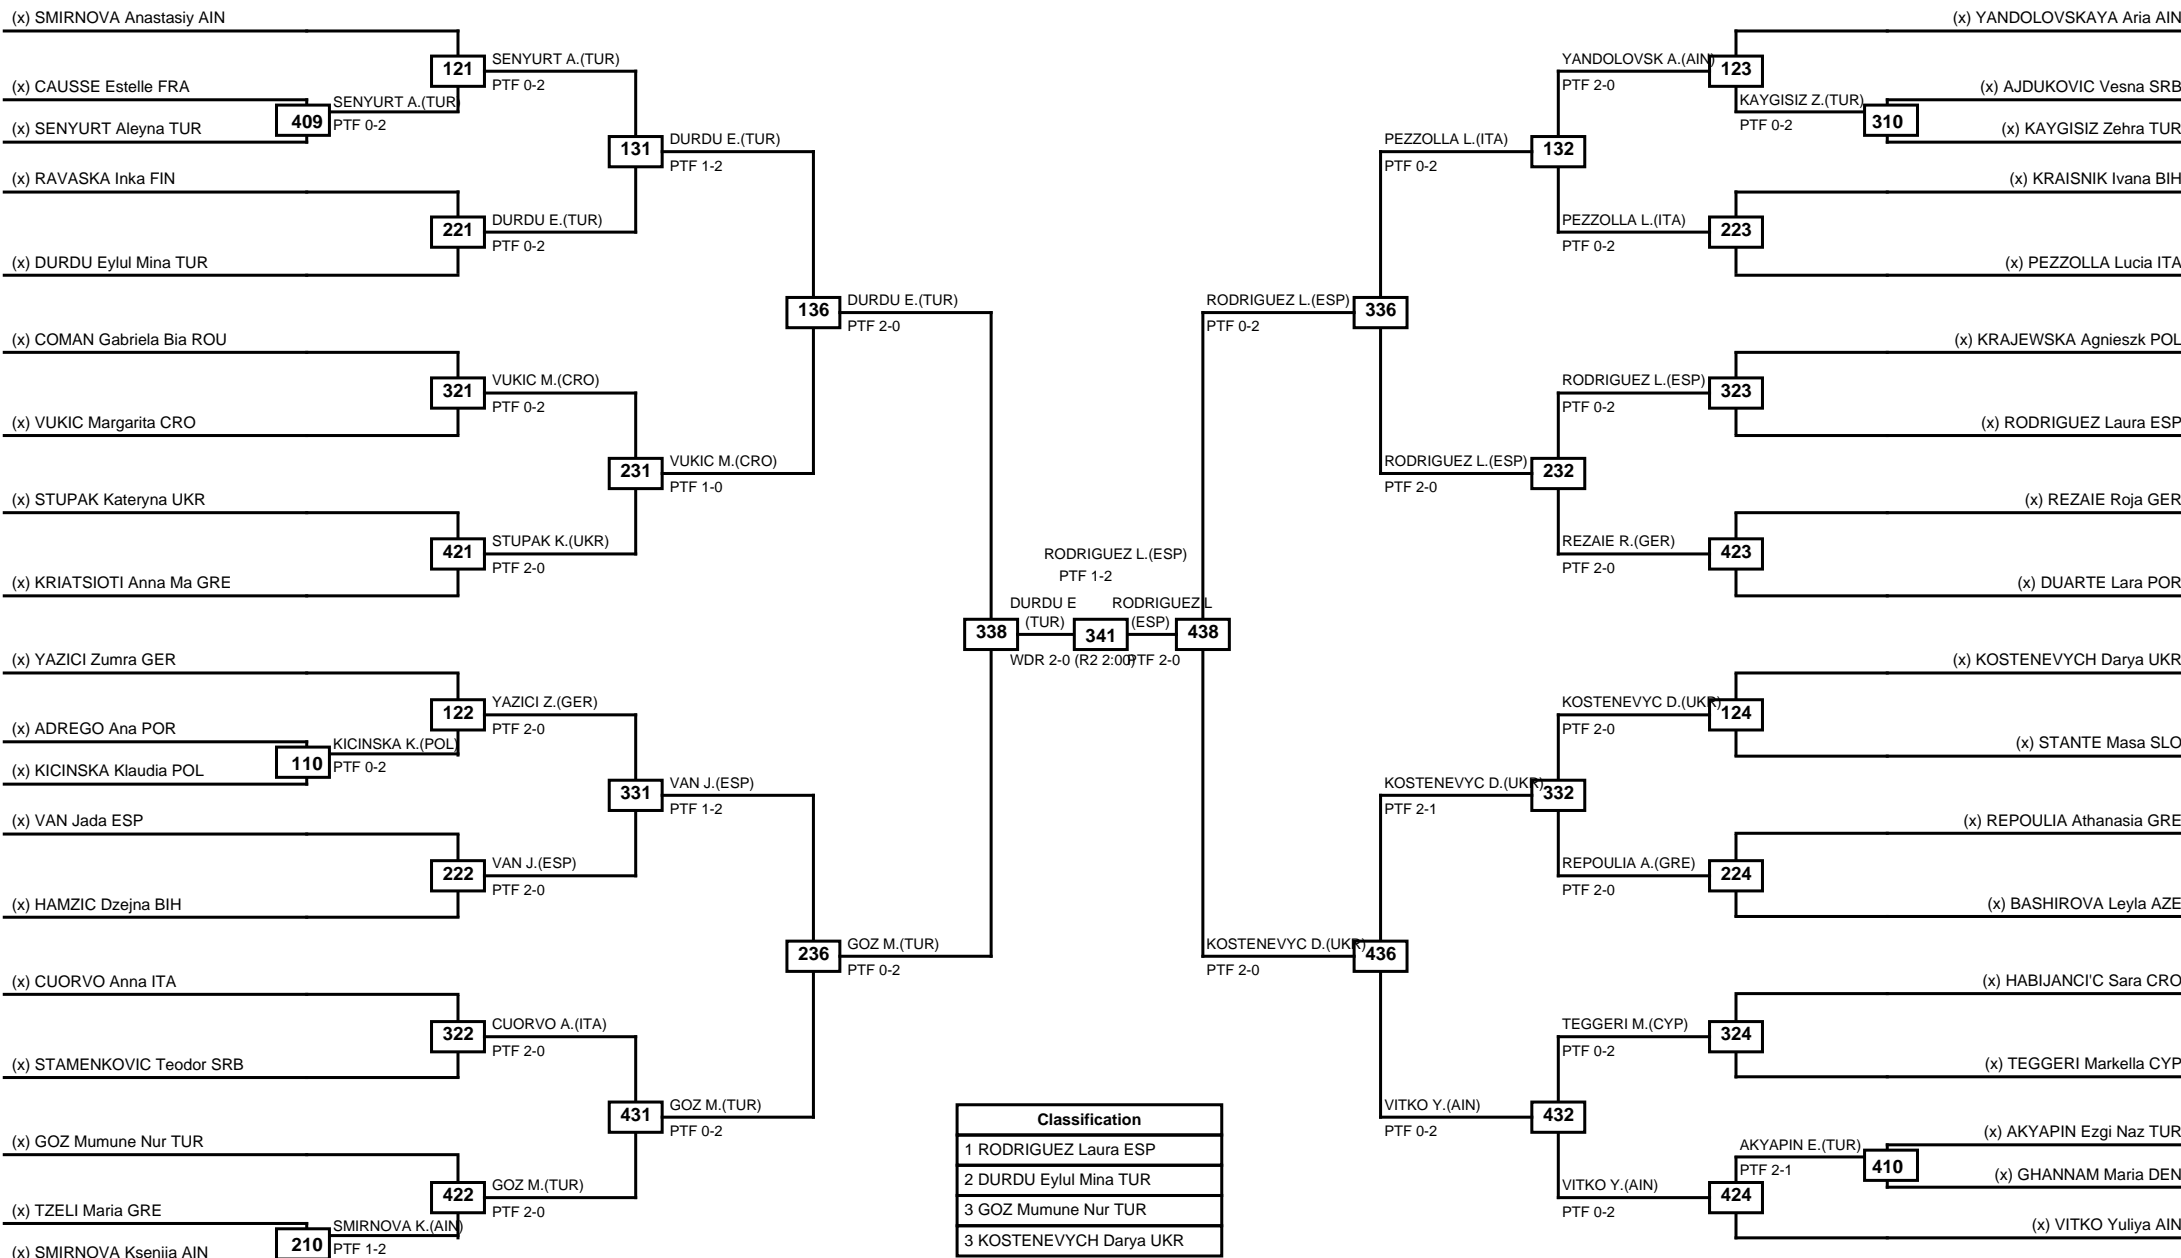 (x) SMIRNOVA Anastasiy AIN
121
SENYURT A.(TUR)
PTF 0-2
(x) CAUSSE Estelle FRA
409
SENYURT A.(TUR)
PTF 0-2
(x) SENYURT Aleyna TUR
131
DURDU E.(TUR)
PTF 1-2
(x) RAVASKA Inka FIN
221
DURDU E.(TUR)
PTF 0-2
(x) DURDU Eylul Mina TUR
136
DURDU E.(TUR)
PTF 2-0
(x) COMAN Gabriela Bia ROU
321
VUKIC M.(CRO)
PTF 0-2
(x) VUKIC Margarita CRO
231
VUKIC M.(CRO)
PTF 1-0
(x) STUPAK Kateryna UKR
421
STUPAK K.(UKR)
PTF 2-0
(x) KRIATSIOTI Anna Ma GRE
(x) YAZICI Zumra GER
122
YAZICI Z.(GER)
PTF 2-0
(x) ADREGO Ana POR
110
KICINSKA K.(POL)
PTF 0-2
(x) KICINSKA Klaudia POL
331
VAN J.(ESP)
PTF 1-2
(x) VAN Jada ESP
222
VAN J.(ESP)
PTF 2-0
(x) HAMZIC Dzejna BIH
236
GOZ M.(TUR)
PTF 0-2
(x) CUORVO Anna ITA
322
CUORVO A.(ITA)
PTF 2-0
(x) STAMENKOVIC Teodor SRB
431
GOZ M.(TUR)
PTF 0-2
(x) GOZ Mumune Nur TUR
422
GOZ M.(TUR)
PTF 2-0
(x) TZELI Maria GRE
210
SMIRNOVA K.(AIN)
PTF 1-2
(x) SMIRNOVA Kseniia AIN
RODRIGUEZ L.(ESP)
PTF 1-2
338
DURDU E
(TUR)
341
RODRIGUEZ L
(ESP)
438
WDR 2-0 (R2 2:00)
PTF 2-0
Classification
1 RODRIGUEZ Laura ESP
2 DURDU Eylul Mina TUR
3 GOZ Mumune Nur TUR
3 KOSTENEVYCH Darya UKR
(x) YANDOLOVSKAYA Aria AIN
YANDOLOVSK A.(AIN)
PTF 2-0
123
(x) AJDUKOVIC Vesna SRB
KAYGISIZ Z.(TUR)
PTF 0-2
310
(x) KAYGISIZ Zehra TUR
PEZZOLLA L.(ITA)
PTF 0-2
132
(x) KRAISNIK Ivana BIH
PEZZOLLA L.(ITA)
PTF 0-2
223
(x) PEZZOLLA Lucia ITA
RODRIGUEZ L.(ESP)
PTF 0-2
336
(x) KRAJEWSKA Agnieszk POL
RODRIGUEZ L.(ESP)
PTF 0-2
323
(x) RODRIGUEZ Laura ESP
RODRIGUEZ L.(ESP)
PTF 2-0
232
(x) REZAIE Roja GER
REZAIE R.(GER)
PTF 2-0
423
(x) DUARTE Lara POR
(x) KOSTENEVYCH Darya UKR
KOSTENEVYC D.(UKR)
PTF 2-0
124
(x) STANTE Masa SLO
KOSTENEVYC D.(UKR)
PTF 2-1
332
(x) REPOULIA Athanasia GRE
REPOULIA A.(GRE)
PTF 2-0
224
(x) BASHIROVA Leyla AZE
KOSTENEVYC D.(UKR)
PTF 2-0
436
(x) HABIJANCI'C Sara CRO
TEGGERI M.(CYP)
PTF 0-2
324
(x) TEGGERI Markella CYP
VITKO Y.(AIN)
PTF 0-2
432
(x) AKYAPIN Ezgi Naz TUR
AKYAPIN E.(TUR)
PTF 2-1
410
(x) GHANNAM Maria DEN
VITKO Y.(AIN)
PTF 0-2
424
(x) VITKO Yuliya AIN